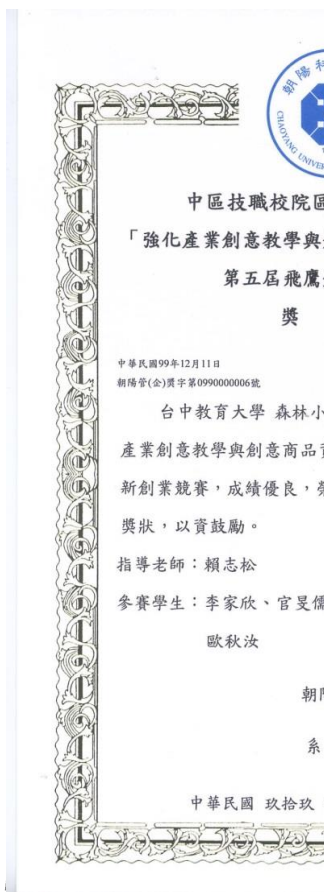 朝陽科
CHAOYANG UNIVER
中區技職校院區
「強化產業創意教學與
第五屆飛鷹
獎
中華民國99年12月11日
朝陽管(企)獎字第0990000006號
台中教育大學 森林小
產業創意教學與創意商品
新創業競賽,成績優良,
獎狀,以資鼓勵。
指導老師:賴志松
參賽學生:李家欣、官旻儒
歐秋汝
朝陽
系
中華民國 玖拾玖